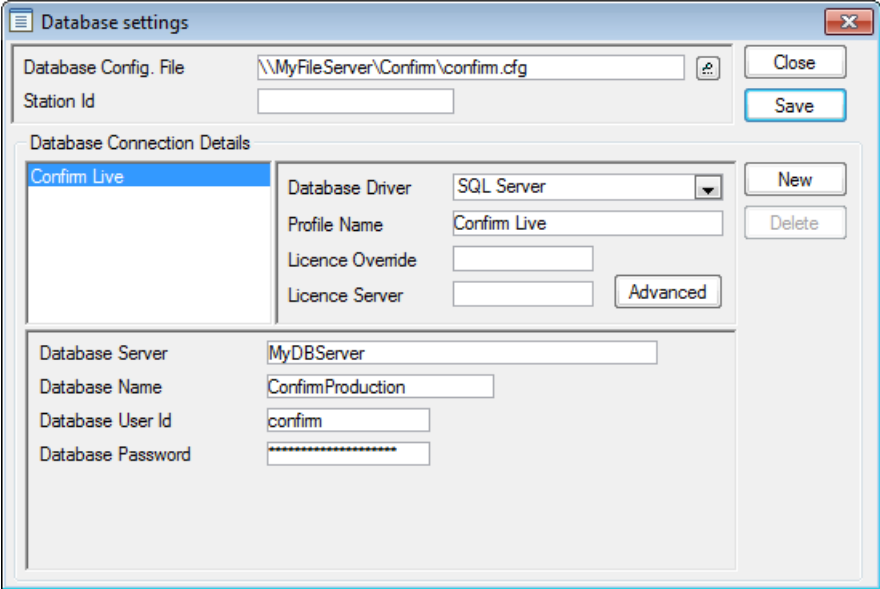 Database settings
Database Config. File \\MyFileServer\Confirm\confirm.cfg Close
Station Id Save
Database Connection Details
Confirm Live
Database Driver SQL Server New
Profile Name Confirm Live Delete
Licence Override
Licence Server Advanced
Database Server MyDBServer
Database Name ConfirmProduction
Database User Id confirm
Database Password ********************